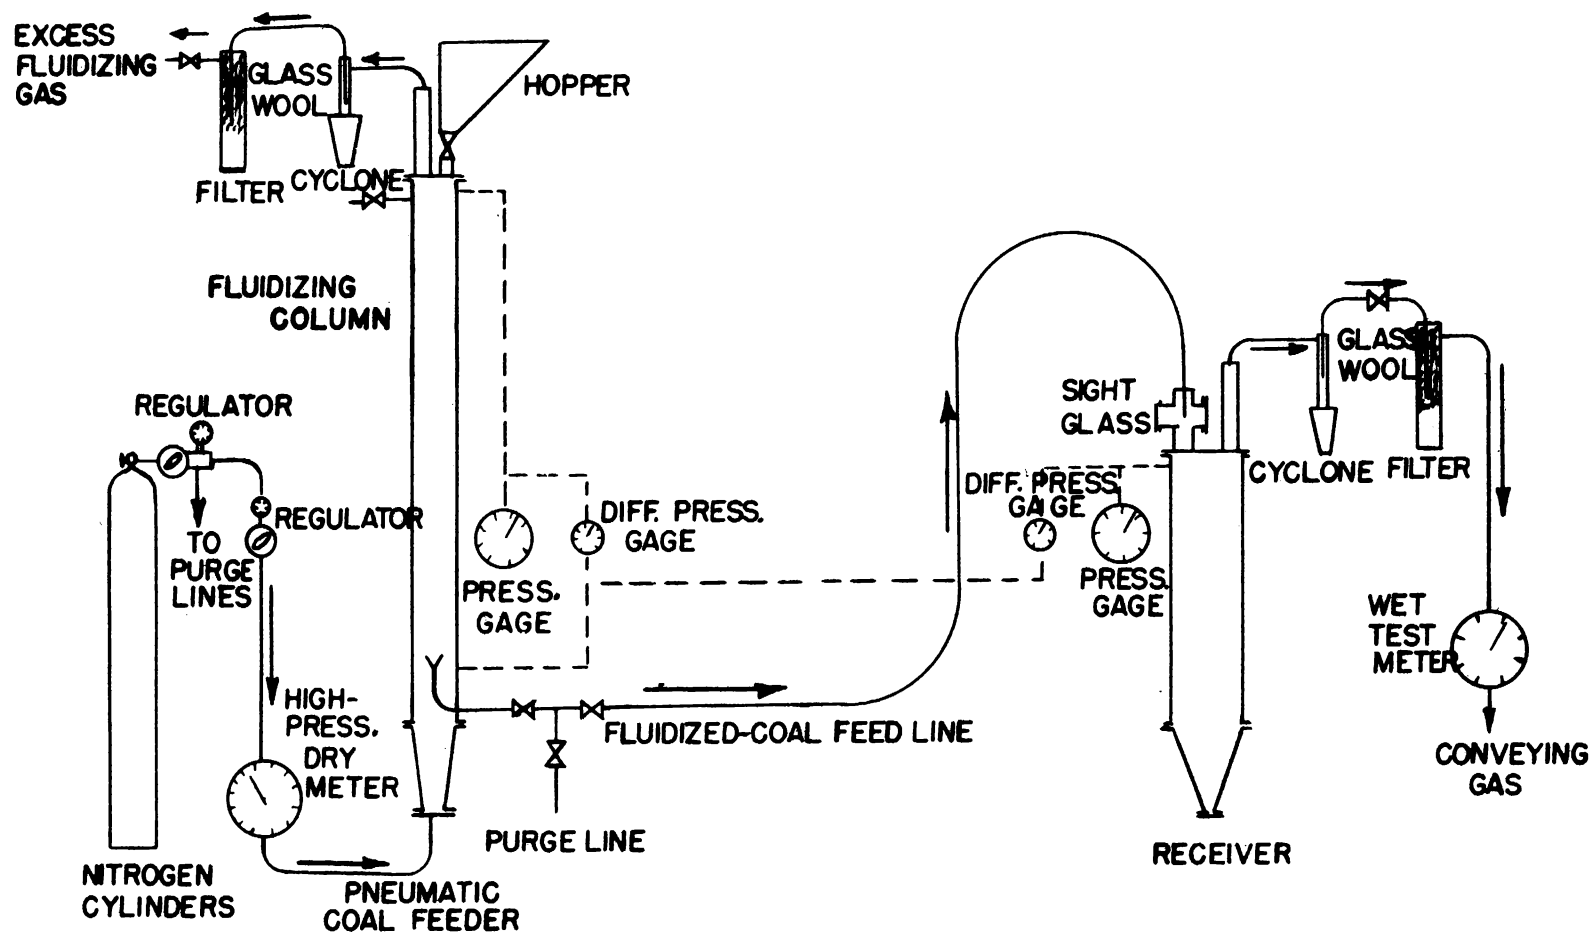 EXCESS
FLUIDIZING
GAS
GLASS
WOOL
HOPPER
FILTER
CYCLONE
FLUIDIZING
COLUMN
REGULATOR
REGULATOR
TO
PURGE
LINES
HIGH-
PRESS.
DRY
METER
NITROGEN
CYLINDERS
PNEUMATIC
COAL FEEDER
PRESS.
GAGE
DIFF. PRESS.
GAGE
FLUIDIZED-COAL FEED LINE
PURGE LINE
SIGHT
GLASS
DIFF. PRESS.
GAGE
PRESS.
GAGE
RECEIVER
GLASS
WOOL
CYCLONE
FILTER
WET
TEST
METER
CONVEYING
GAS